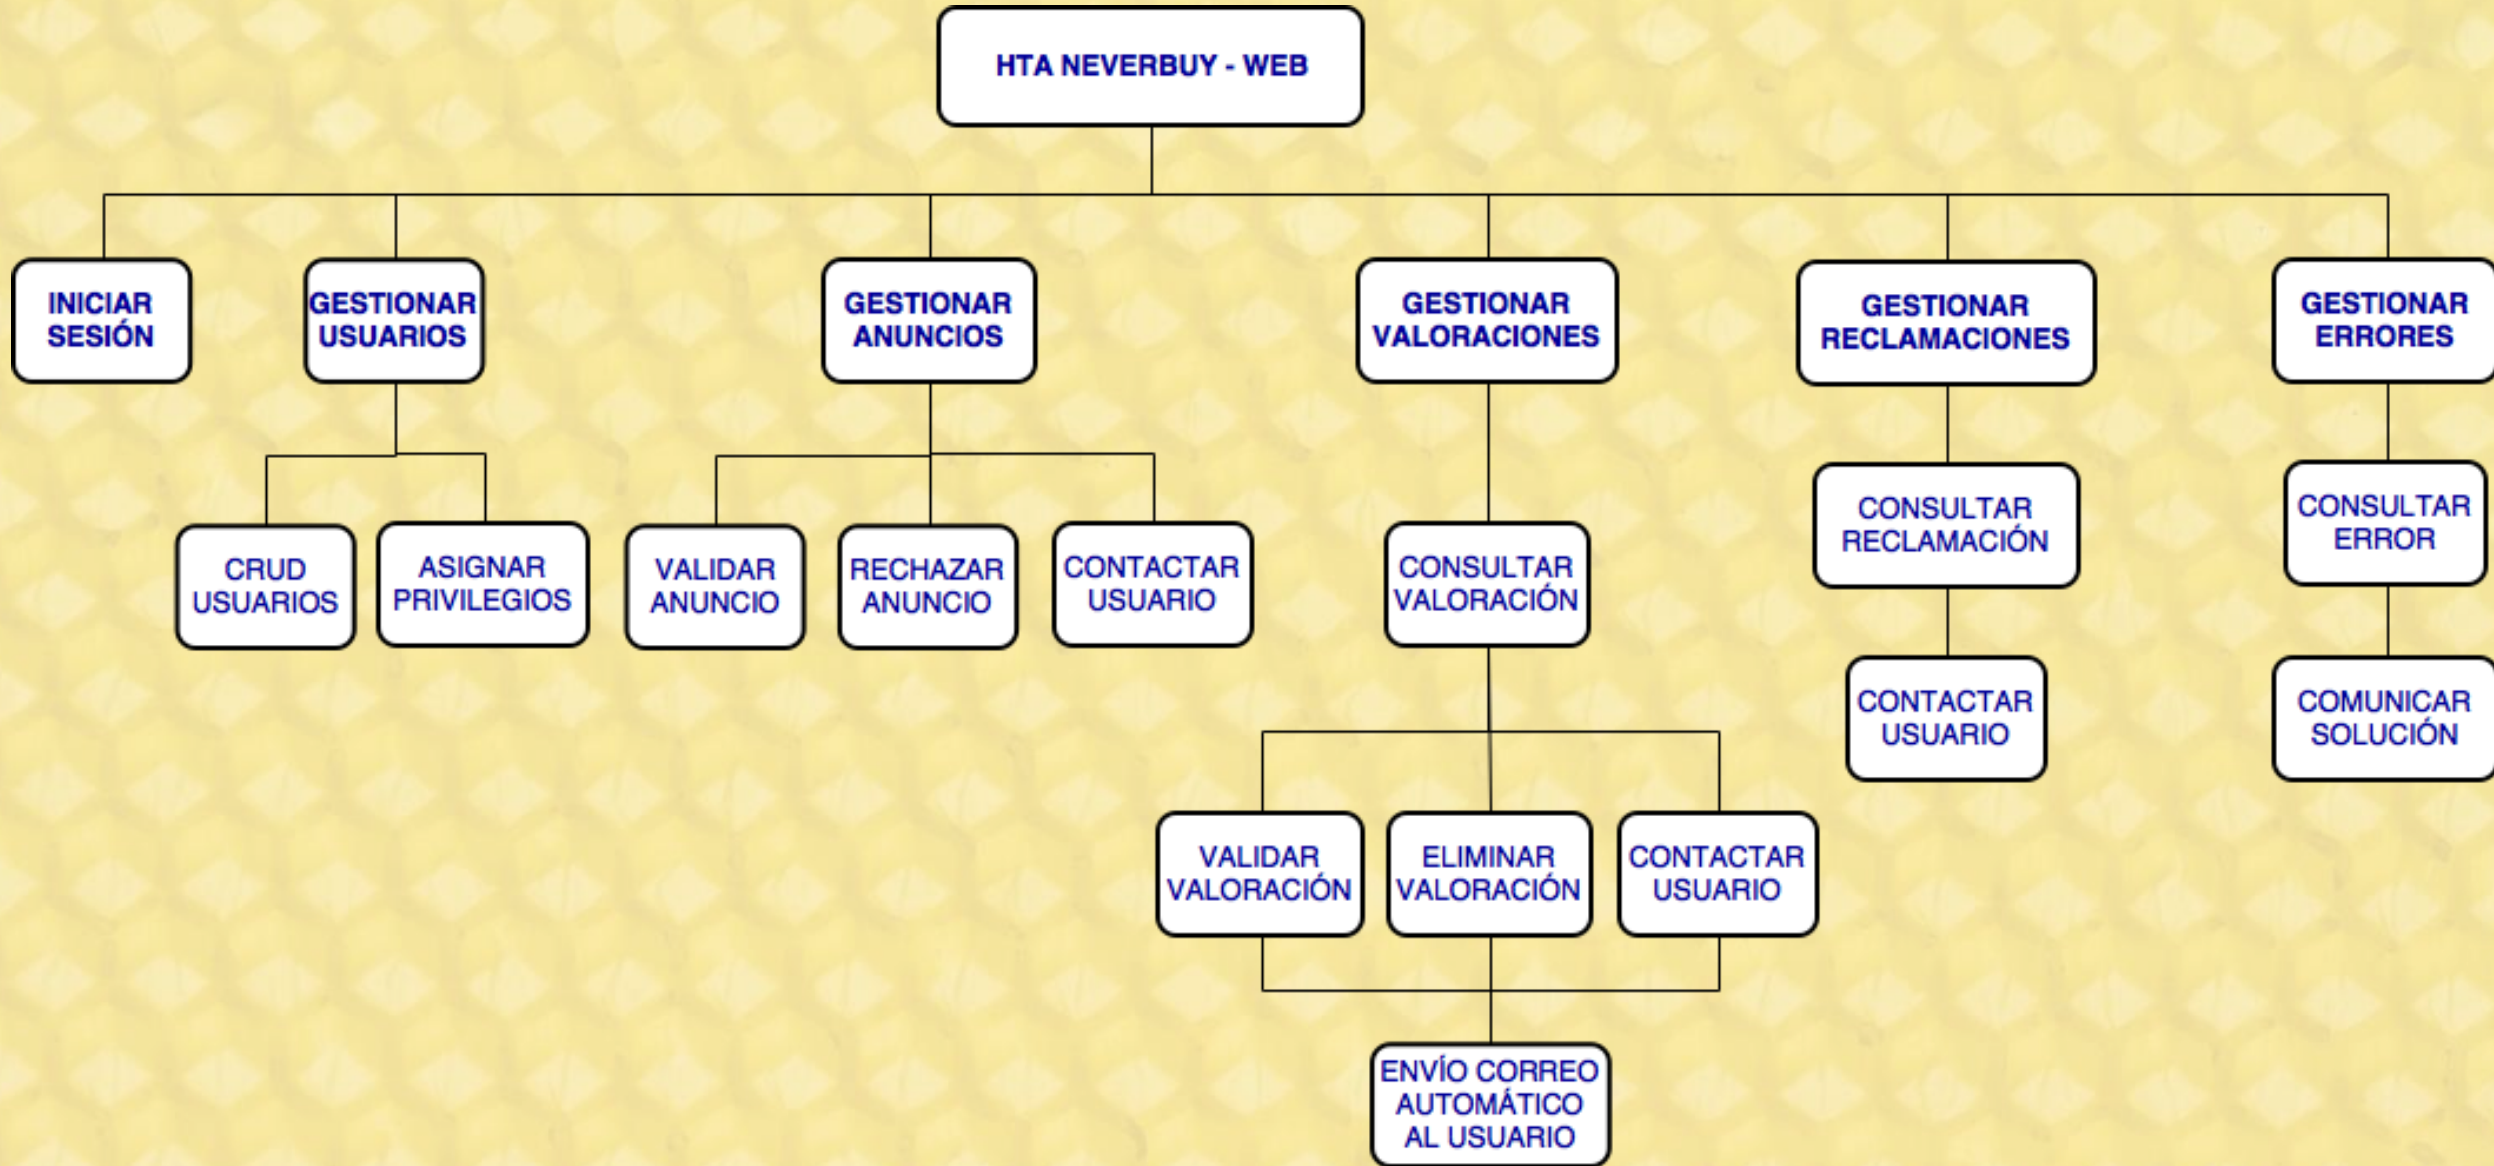 HTA NEVERBUY - WEB
INICIAR
SESIÓN
GESTIONAR
USUARIOS
GESTIONAR
ANUNCIOS
GESTIONAR
VALORACIONES
GESTIONAR
RECLAMACIONES
GESTIONAR
ERRORES
CRUD
USUARIOS
ASIGNAR
PRIVILEGIOS
VALIDAR
ANUNCIO
RECHAZAR
ANUNCIO
CONTACTAR
USUARIO
CONSULTAR
VALORACIÓN
CONSULTAR
RECLAMACIÓN
CONSULTAR
ERROR
CONTACTAR
USUARIO
COMUNICAR
SOLUCIÓN
VALIDAR
VALORACIÓN
ELIMINAR
VALORACIÓN
CONTACTAR
USUARIO
ENVÍO CORREO
AUTOMÁTICO
AL USUARIO